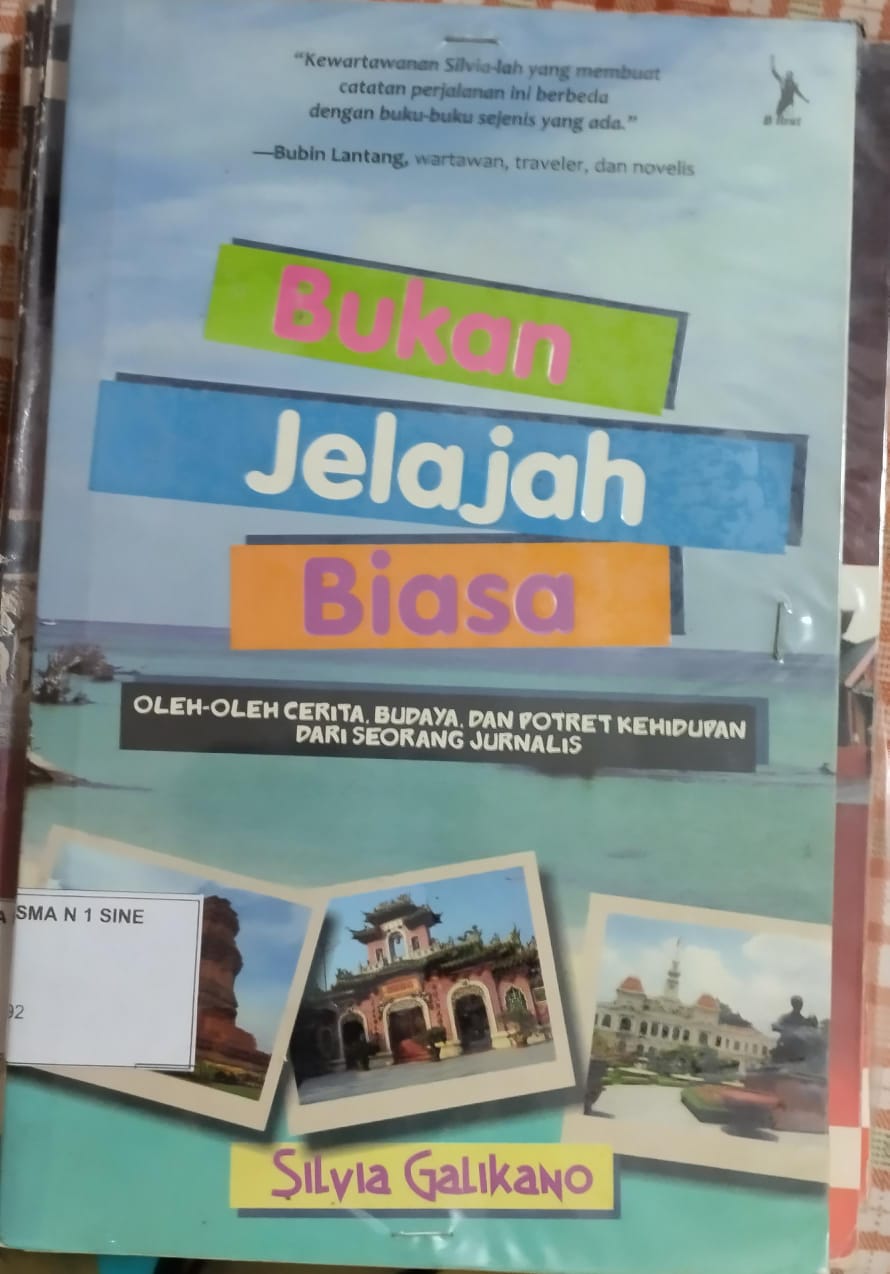 “Kewartawanan Silvia-lah yang membuat
catatan perjalanan ini berbeda
dengan buku-buku sejenis yang ada.”
—Bubin Lantang, wartawan, traveler, dan novelis
B first
Bukan
Jelajah
Biasa
OLEH-OLEH CERITA, BUDAYA, DAN POTRET KEHIDUPAN
DARI SEORANG JURNALIS
A SMA N 1 SINE
92
SILVIA GALIKANO